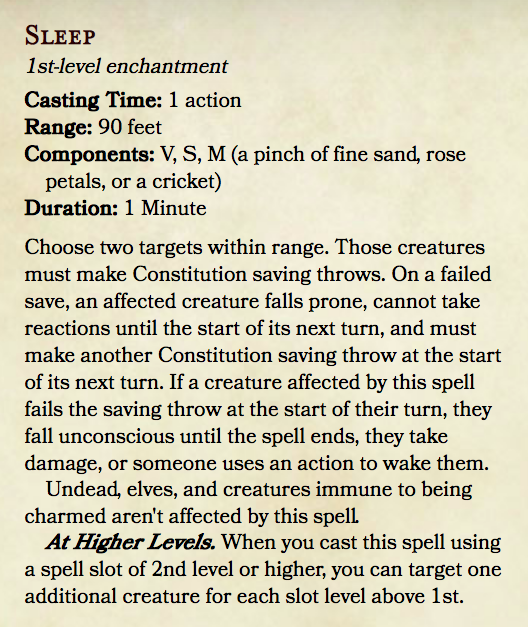 Sleep
1st-level enchantment
Casting Time: 1 action
Range: 90 feet
Components: V, S, M (a pinch of fine sand, rose
petals, or a cricket)
Duration: 1 Minute
Choose two targets within range. Those creatures
must make Constitution saving throws. On a failed
save, an affected creature falls prone, cannot take
reactions until the start of its next turn, and must
make another Constitution saving throw at the start
of its next turn. If a creature affected by this spell
fails the saving throw at the start of their turn, they
fall unconscious until the spell ends, they take
damage, or someone uses an action to wake them.
Undead, elves, and creatures immune to being
charmed aren't affected by this spell.
At Higher Levels. When you cast this spell using
a spell slot of 2nd level or higher, you can target one
additional creature for each slot level above 1st.